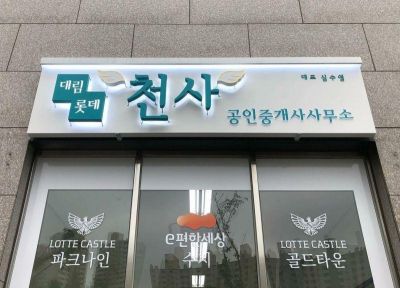 대림
롯데
천사
대표 심수영
공인중개사사무소
LOTTE CASTLE
파크나인
e편한세상
수지
LOTTE CASTLE
골드타운